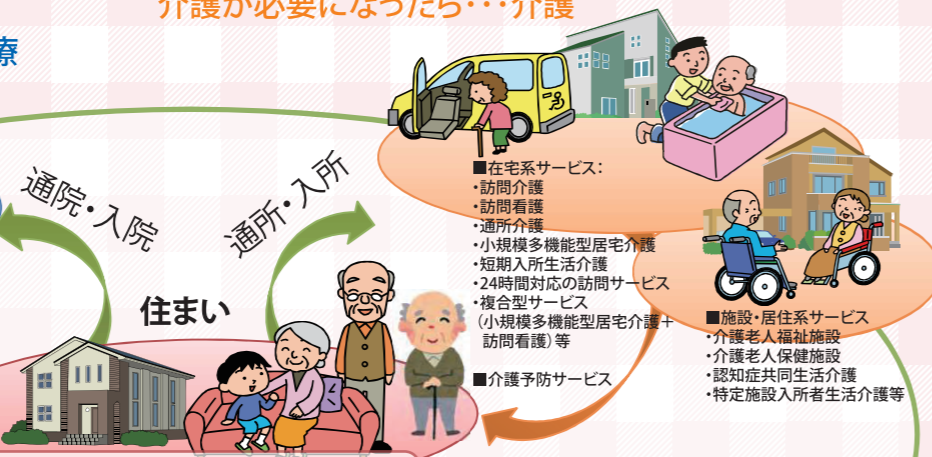 介護が必要になったら･･･介護
療
通院・入院
通所・入所
住まい
■在宅系サービス：
・訪問介護
・訪問看護
・通所介護
・小規模多機能型居宅介護
・短期入所生活介護
・24時間対応の訪問サービス
・複合型サービス
（小規模多機能型居宅介護＋
訪問看護）等
■介護予防サービス
■施設・居住系サービス
・介護老人福祉施設
・介護老人保健施設
・認知症共同生活介護
・特定施設入所者生活介護等